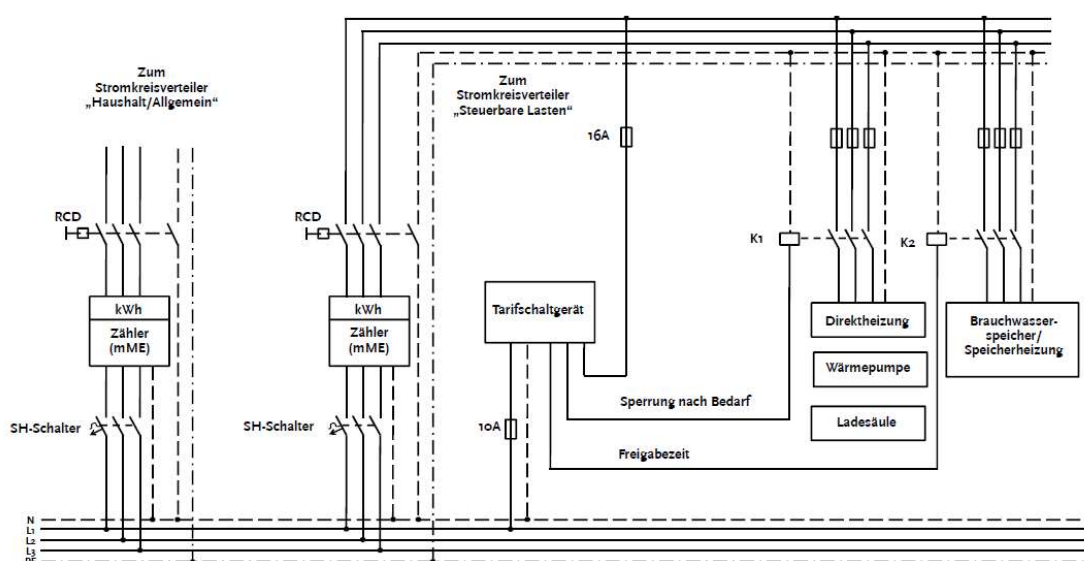 Zum
Stromkreisverteiler
„Haushalt/Allgemein“
Zum
Stromkreisverteiler
„Steuerbare Lasten“
16A
RCD
RCD
K1
K2
kWh
Zähler
(mME)
kWh
Zähler
(mME)
Tarifschaltgerät
Direktheizung
Brauchwasser-
speicher/
Speicherheizung
Wärmepumpe
Sperrung nach Bedarf
Ladesäule
SH-Schalter
SH-Schalter
10A
Freigabezeit
N
L1
L2
L3
PE